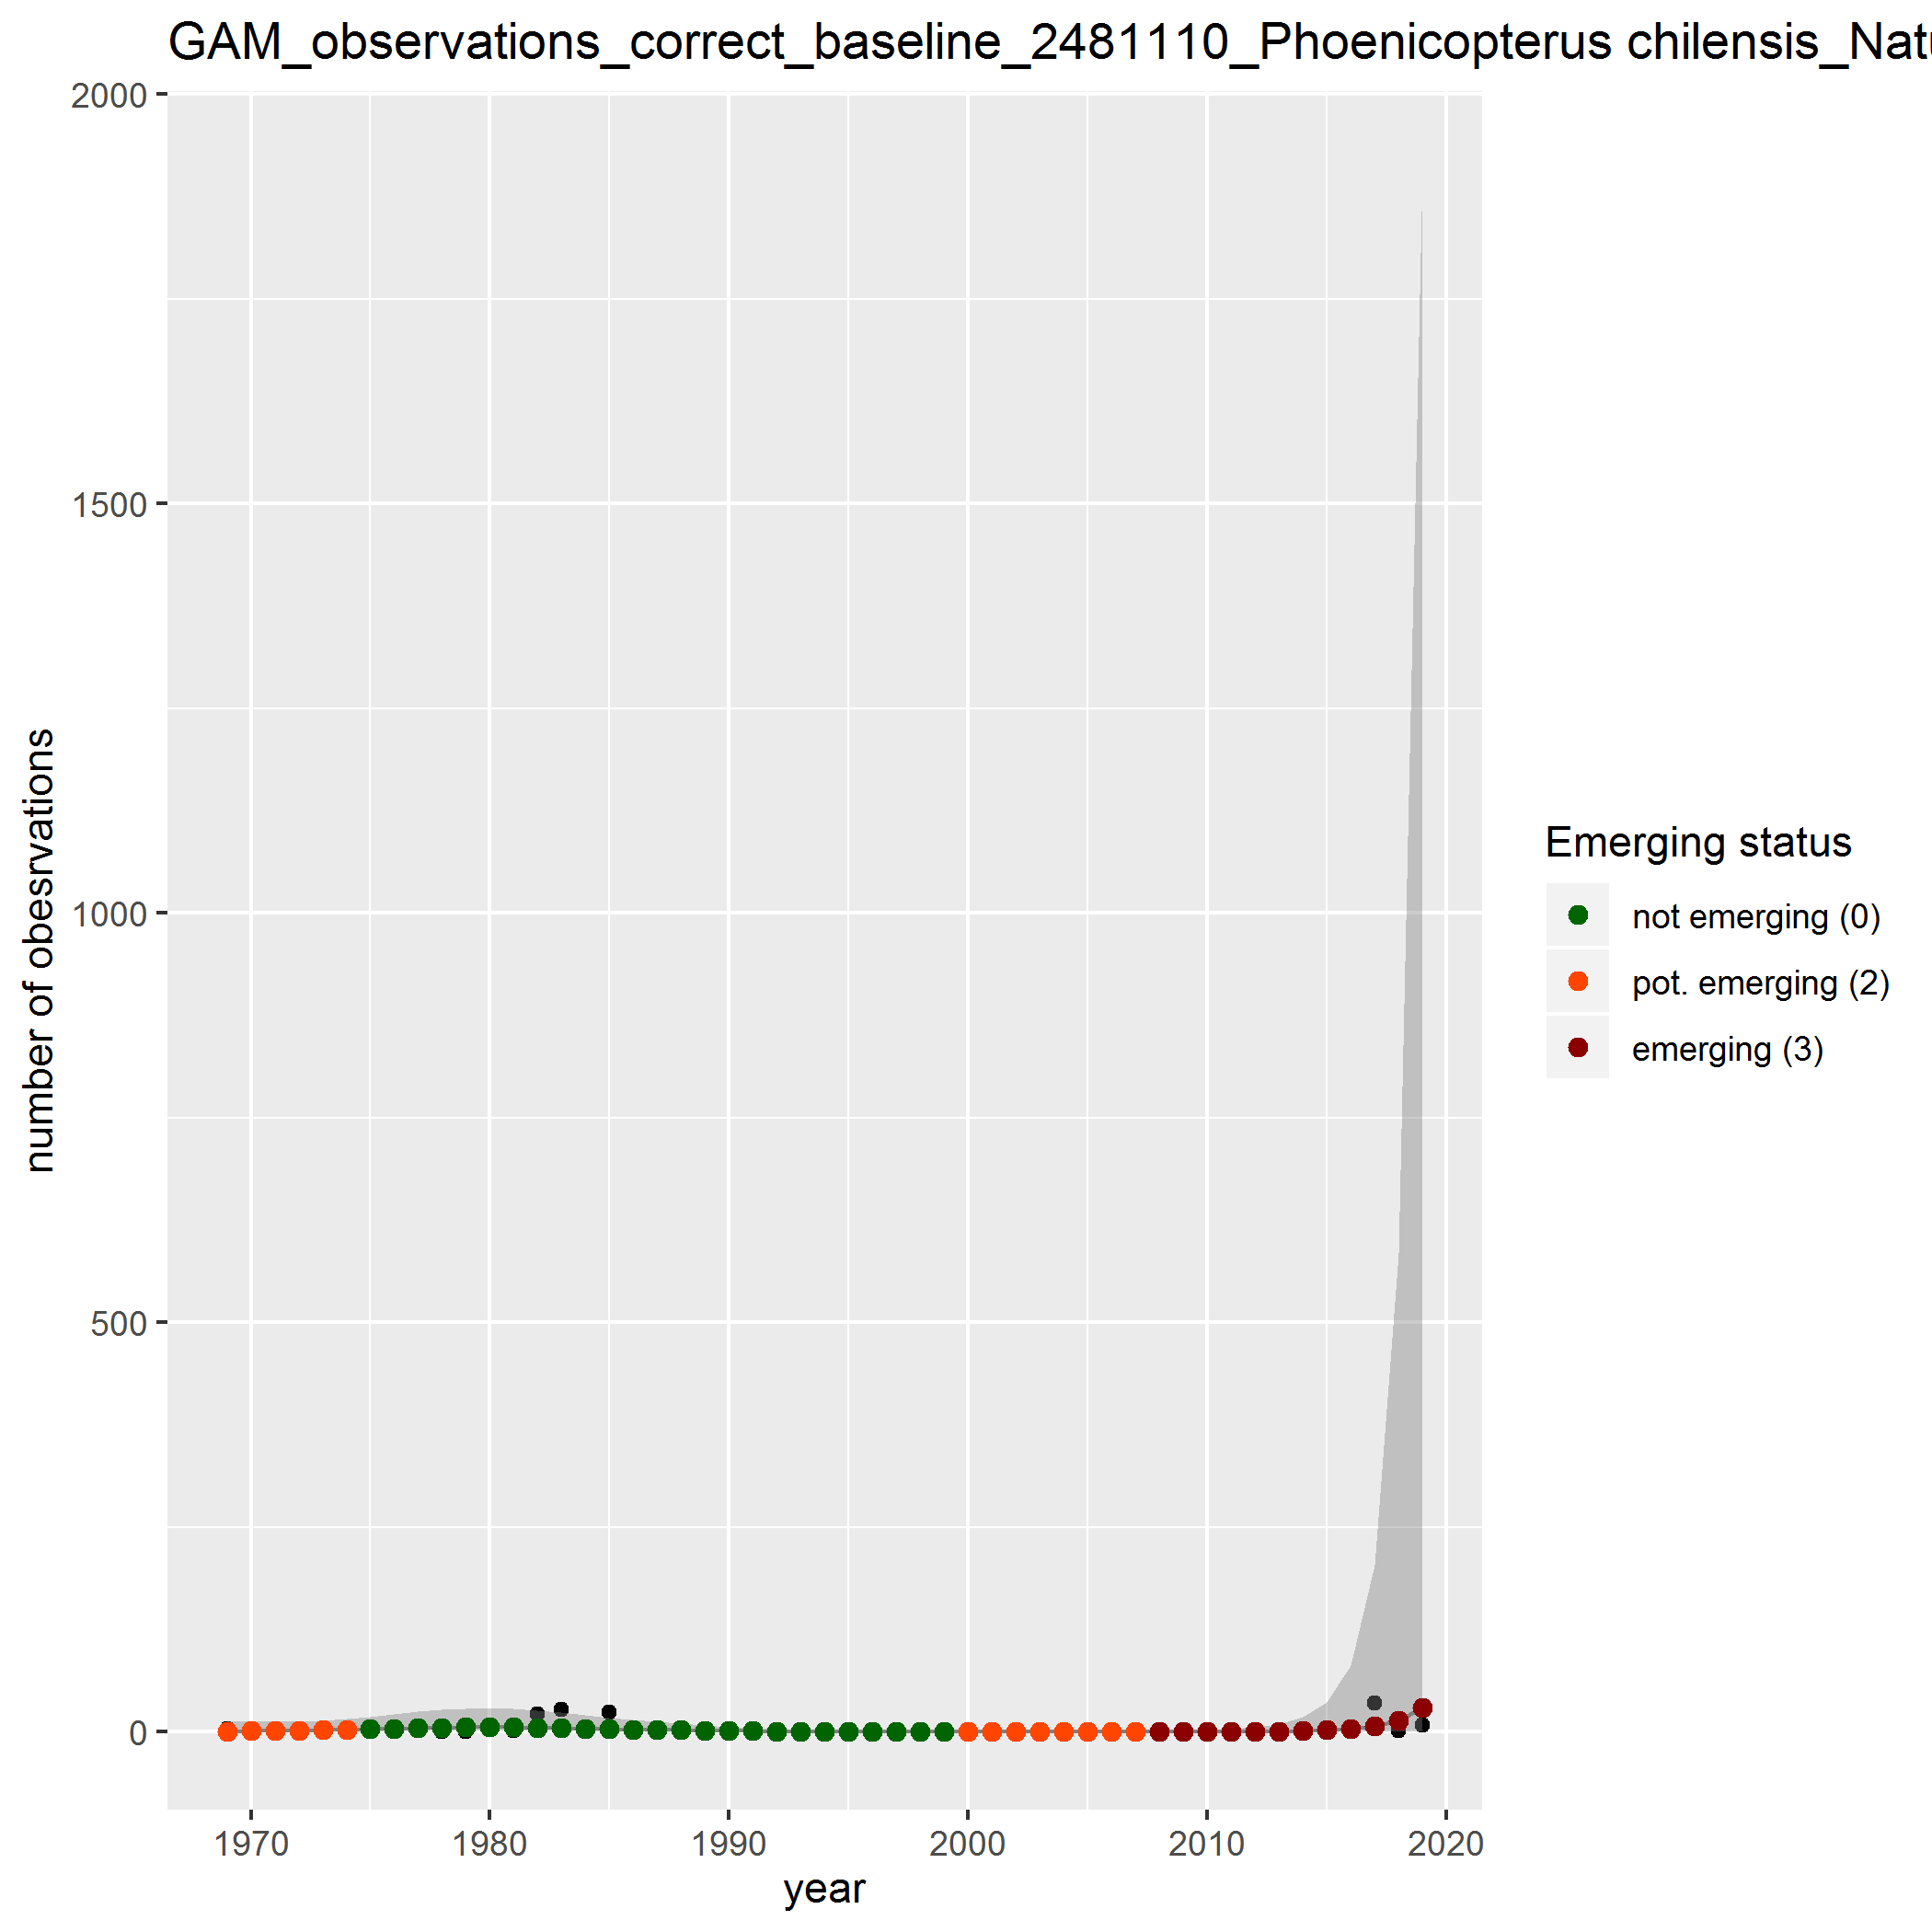 GAM_observations_correct_baseline_2481110_Phoenicopterus chilensis_Natu
2000
1500
1000
500
0
number of obesrvations
1970 1980 1990 2000 2010 2020
year
Emerging status
not emerging (0)
pot. emerging (2)
emerging (3)